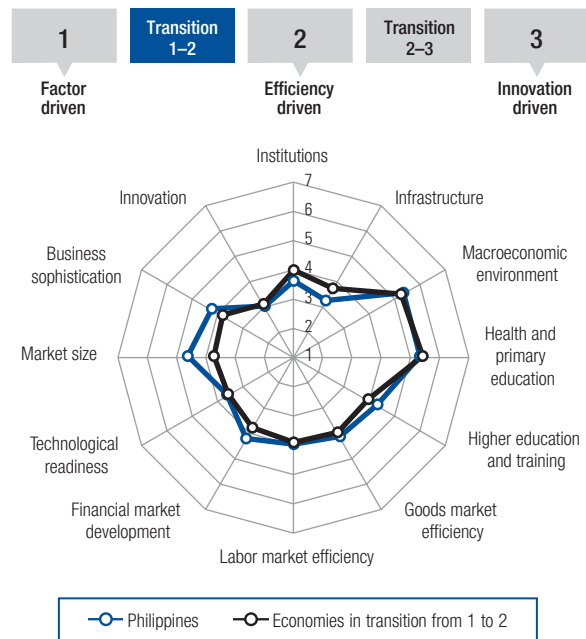 1
Transition
1–2
2
Transition
2–3
3
Factor
driven
Efficiency
driven
Innovation
driven
Institutions
7
6
5
4
3
2
1
Infrastructure
Macroeconomic
environment
Health and
primary
education
Higher education
and training
Goods market
efficiency
Labor market efficiency
Financial market
development
Technological
readiness
Market size
Business
sophistication
Innovation
Philippines
Economies in transition from 1 to 2